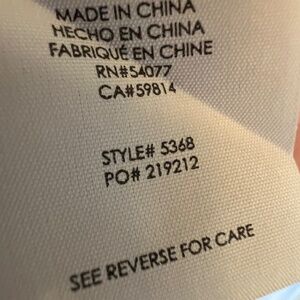 MADE IN CHINA
HECHO EN CHINA
FABRIQUÉ EN CHINE
RN#54077
CA#59814
STYLE# 5368
PO# 219212
SEE REVERSE FOR CARE